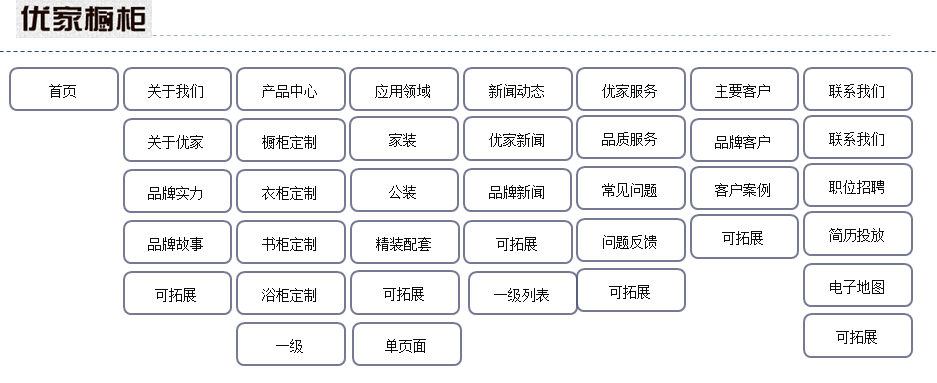 优家橱柜
首页 关于我们 产品中心 应用领域 新闻动态 优家服务 主要客户 联系我们
关于优家 橱柜定制 家装 优家新闻 品质服务 品牌客户 联系我们
品牌实力 衣柜定制 公装 品牌新闻 常见问题 客户案例 职位招聘
品牌故事 书柜定制 精装配套 可拓展 问题反馈 可拓展 简历投放
可拓展 浴柜定制 可拓展 一级列表 可拓展 电子地图
一级 单页面 可拓展